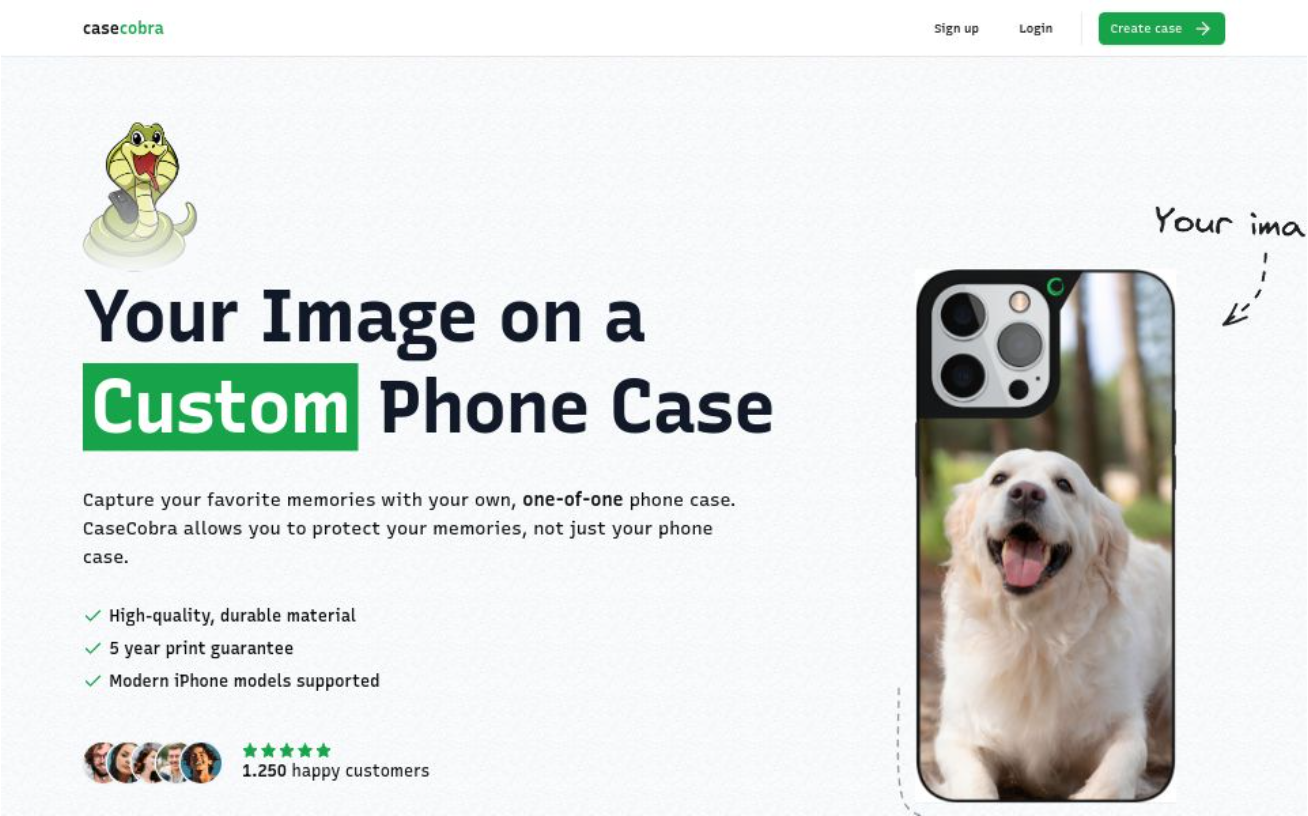 casecobra
Sign up
Login
Create case
Your ima
Your Image on a
Custom Phone Case
Capture your favorite memories with your own, one-of-one phone case.
CaseCobra allows you to protect your memories, not just your phone
case.
High-quality, durable material
5 year print guarantee
Modern iPhone models supported
1.250 happy customers